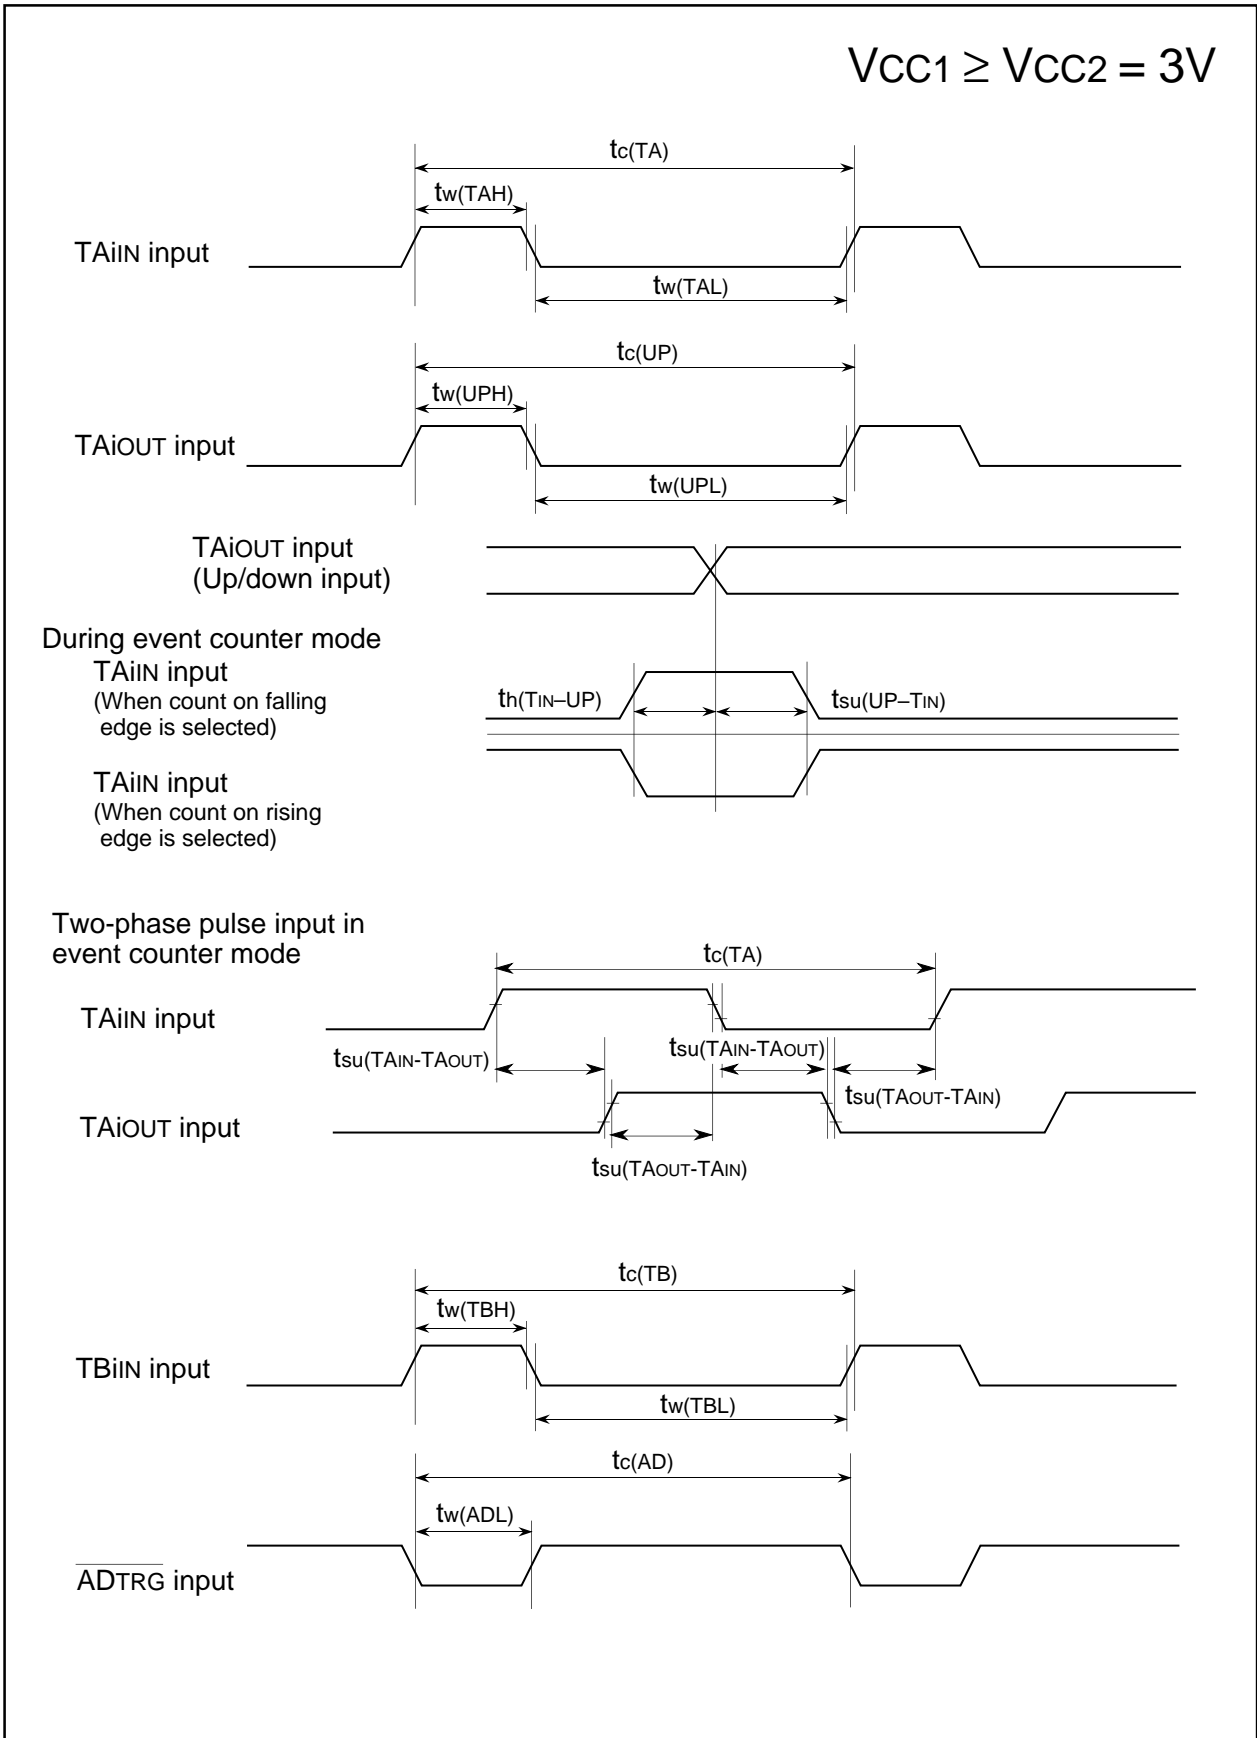 VCC1 ≥ VCC2 = 3V
tc(TA)
tw(TAH)
TAiIN input
tw(TAL)
tc(UP)
tw(UPH)
TAiOUT input
tw(UPL)
TAiOUT input
(Up/down input)
During event counter mode
TAiIN input
(When count on falling
edge is selected)
th(TIN–UP)
tsu(UP–TIN)
TAiIN input
(When count on rising
edge is selected)
Two-phase pulse input in
event counter mode
tc(TA)
TAiIN input
tsu(TAIN-TAOUT)
tsu(TAIN-TAOUT)
tsu(TAOUT-TAIN)
TAiOUT input
tsu(TAOUT-TAIN)
tc(TB)
tw(TBH)
TBiIN input
tw(TBL)
tc(AD)
tw(ADL)
ADTRG input